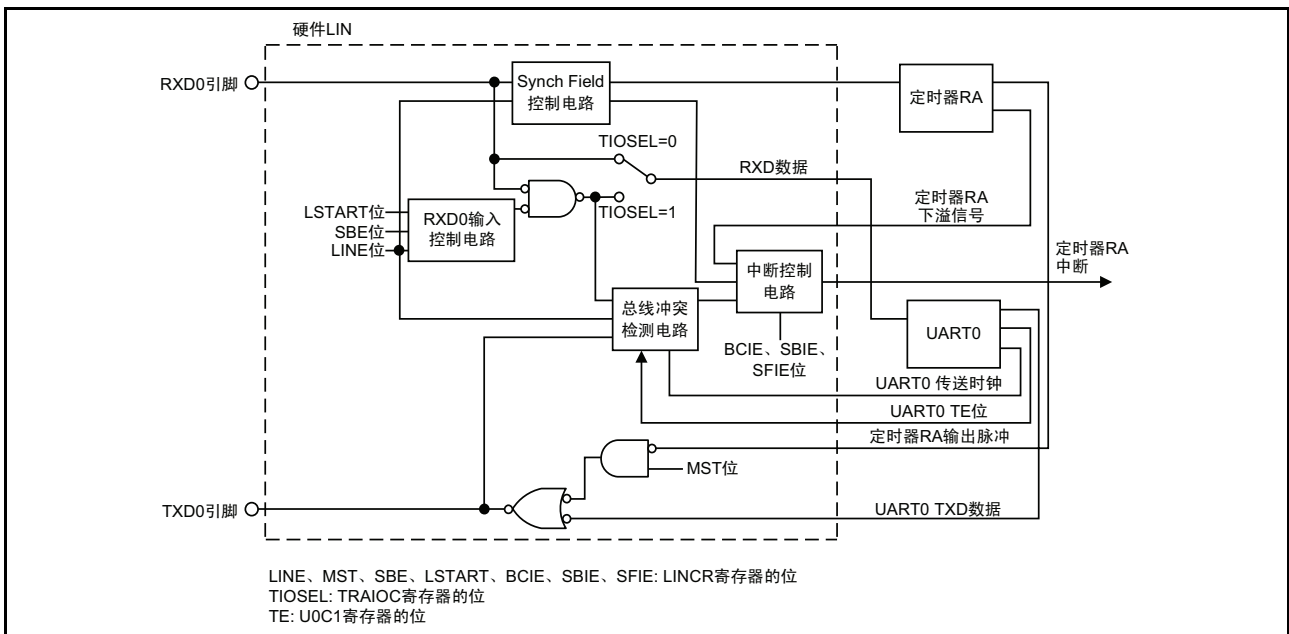 硬件LIN
RXD0引脚
Synch Field
控制电路
定时器RA
TIOSEL=0
RXD数据
TIOSEL=1
LSTART位
SBE位
LINE位
RXD0输入
控制电路
定时器RA
下溢信号
定时器RA
中断
中断控制
电路
总线冲突
检测电路
BCIE、SBIE、
SFIE位
UART0
UART0 传送时钟
UART0 TE位
定时器RA输出脉冲
MST位
TXD0引脚
UART0 TXD数据
LINE、MST、SBE、LSTART、BCIE、SBIE、SFIE: LINCR寄存器的位
TIOSEL: TRAIOC寄存器的位
TE: U0C1寄存器的位